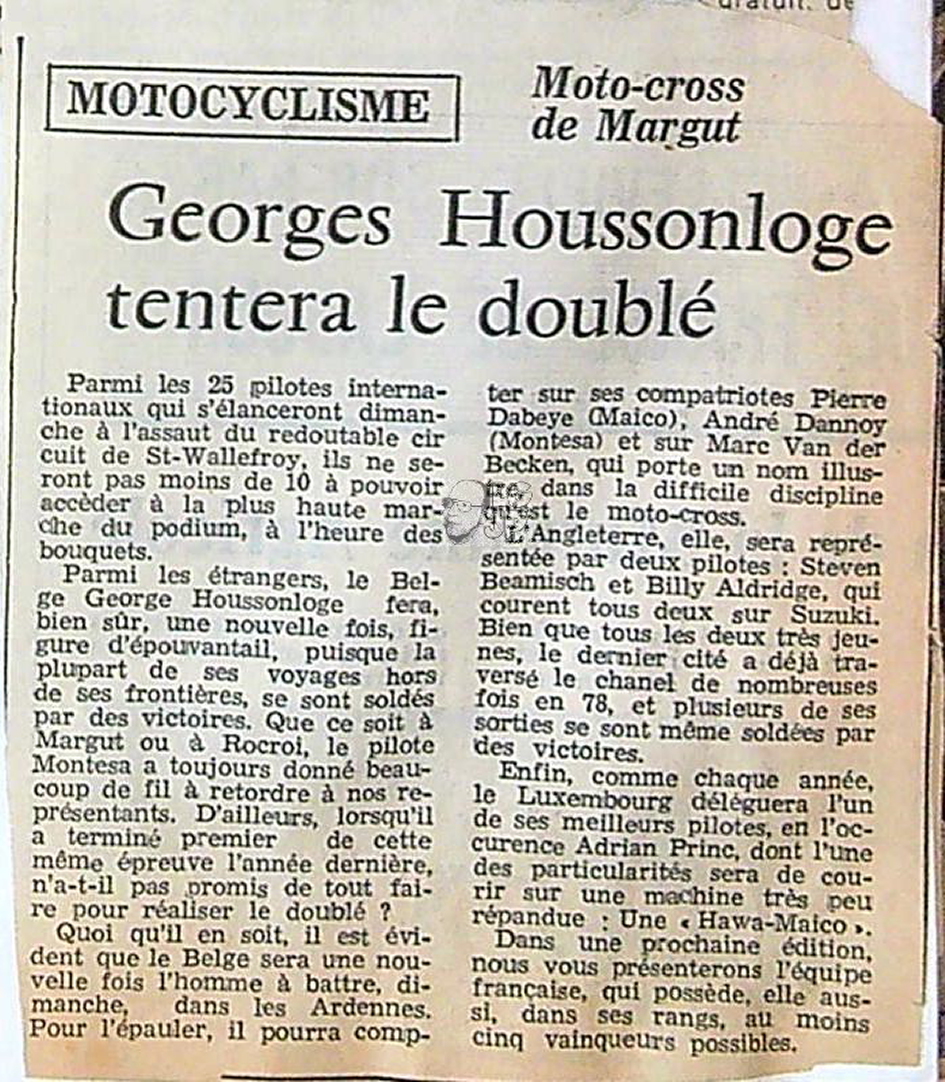 gratuit. de
MOTOCYCLISME
Moto-cross
de Margut
Georges Houssonloge
tentera le doublé
Parmi les 25 pilotes interna-
tionaux qui s'élanceront diman-
che à l'assaut du redoutable cir
cuit de St-Wallefroy, ils ne se-
ront pas moins de 10 à pouvoir
accèder à la plus haute mar-
che du podium, à l'heure des
bouquets.
Parmi les étrangers, le Bel-
ge George Houssonloge fera,
bien sûr, une nouvelle fois, fi-
gure d'épouvantail, puisque la
plupart de ses voyages hors
de ses frontières, se sont soldés
par des victoires. Que ce soit à
Margut ou à Rocroi, le pilote
Montesa a toujours donné beau-
coup de fil à retordre à nos re-
présentants. D'ailleurs, lorsqu'il
a terminé premier de cette
même épreuve l'année dernière,
n'a-t-il pas promis de tout fai-
re pour réaliser le doublé ?
Quoi qu'il en soit, il est évi-
dent que le Belge sera une nou-
velle fois l'homme à battre, di-
manche, dans les Ardennes.
Pour l'épauler, il pourra comp-
ter sur ses compatriotes Pierre
Dabeye (Maico), André Dannoy
(Montesa) et sur Marc Van der
Becken, qui porte un nom illus-
tre, dans la difficile discipline
qu'est le moto-cross.
L'Angleterre, elle, sera repré-
sentée par deux pilotes : Steven
Beamisch et Billy Aldridge, qui
courent tous deux sur Suzuki.
Bien que tous les deux très jeu-
nes, le dernier cité a déjà tra-
versé le chanel de nombreuses
fois en 78, et plusieurs de ses
sorties se sont même soldées par
des victoires.
Enfin, comme chaque année,
le Luxembourg déléguera l'un
de ses meilleurs pilotes, en l'oc-
curence Adrian Princ, dont l'une
des particularités sera de cou-
rir sur une machine très peu
répandue : Une « Hawa-Maico ».
Dans une prochaine édition,
nous vous présenterons l'équipe
française, qui possède, elle aus-
si, dans ses rangs, au moins
cinq vainqueurs possibles.